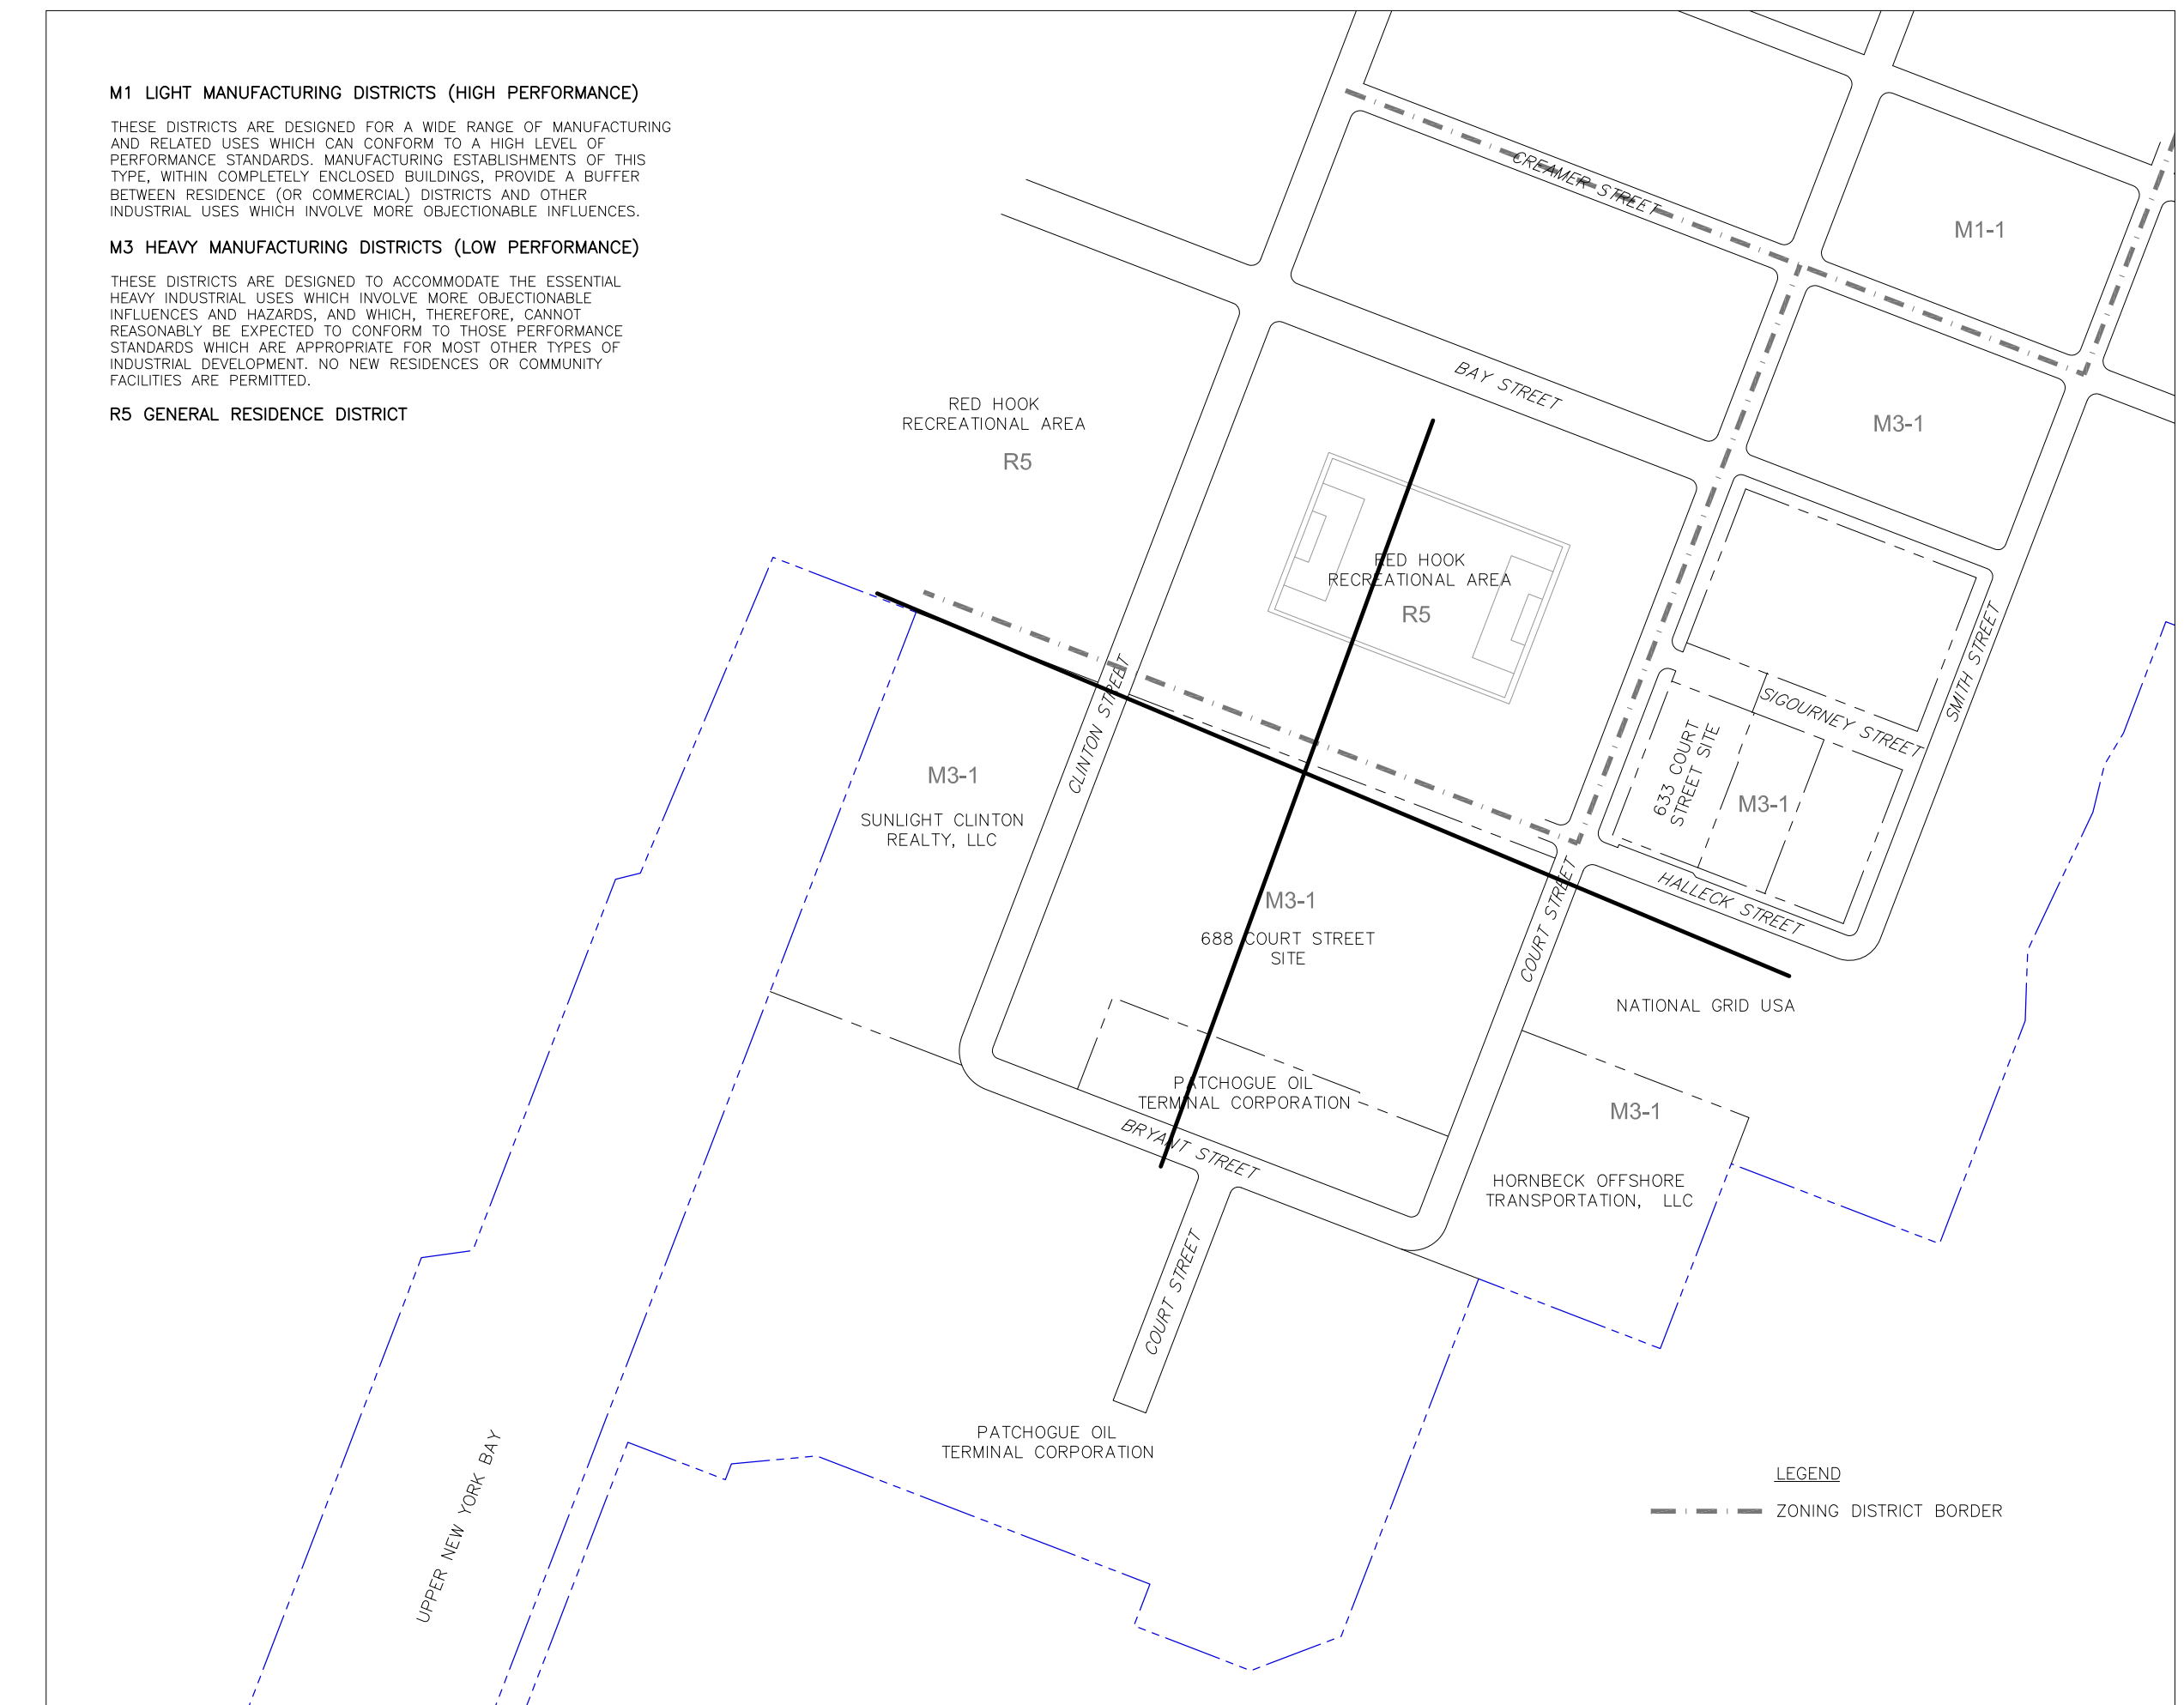 M1 LIGHT MANUFACTURING DISTRICTS (HIGH PERFORMANCE)
THESE DISTRICTS ARE DESIGNED FOR A WIDE RANGE OF MANUFACTURING
AND RELATED USES WHICH CAN CONFORM TO A HIGH LEVEL OF
PERFORMANCE STANDARDS. MANUFACTURING ESTABLISHMENTS OF THIS
TYPE, WITHIN COMPLETELY ENCLOSED BUILDINGS, PROVIDE A BUFFER
BETWEEN RESIDENCE (OR COMMERCIAL) DISTRICTS AND OTHER
INDUSTRIAL USES WHICH INVOLVE MORE OBJECTIONABLE INFLUENCES.
M3 HEAVY MANUFACTURING DISTRICTS (LOW PERFORMANCE)
THESE DISTRICTS ARE DESIGNED TO ACCOMMODATE THE ESSENTIAL
HEAVY INDUSTRIAL USES WHICH INVOLVE MORE OBJECTIONABLE
INFLUENCES AND HAZARDS, AND WHICH, THEREFORE, CANNOT
REASONABLY BE EXPECTED TO CONFORM TO THOSE PERFORMANCE
STANDARDS WHICH ARE APPROPRIATE FOR MOST OTHER TYPES OF
INDUSTRIAL DEVELOPMENT. NO NEW RESIDENCES OR COMMUNITY
FACILITIES ARE PERMITTED.
R5 GENERAL RESIDENCE DISTRICT
CREAMER STREET
M1-1
BAY STREET
M3-1
RED HOOK
RECREATIONAL AREA
R5
RED HOOK
RECREATIONAL AREA
R5
SMITH STREET
SIGOURNEY STREET
CLINTON STREET
633 COURT
STREET SITE
M3-1
M3-1
SUNLIGHT CLINTON
REALTY, LLC
M3-1
688 COURT STREET
SITE
COURT STREET
HALLECK STREET
NATIONAL GRID USA
PATCHOGUE OIL
TERMINAL CORPORATION
M3-1
BRYANT STREET
HORNBECK OFFSHORE
TRANSPORTATION, LLC
COURT STREET
PATCHOGUE OIL
TERMINAL CORPORATION
UPPER NEW YORK BAY
LEGEND
ZONING DISTRICT BORDER